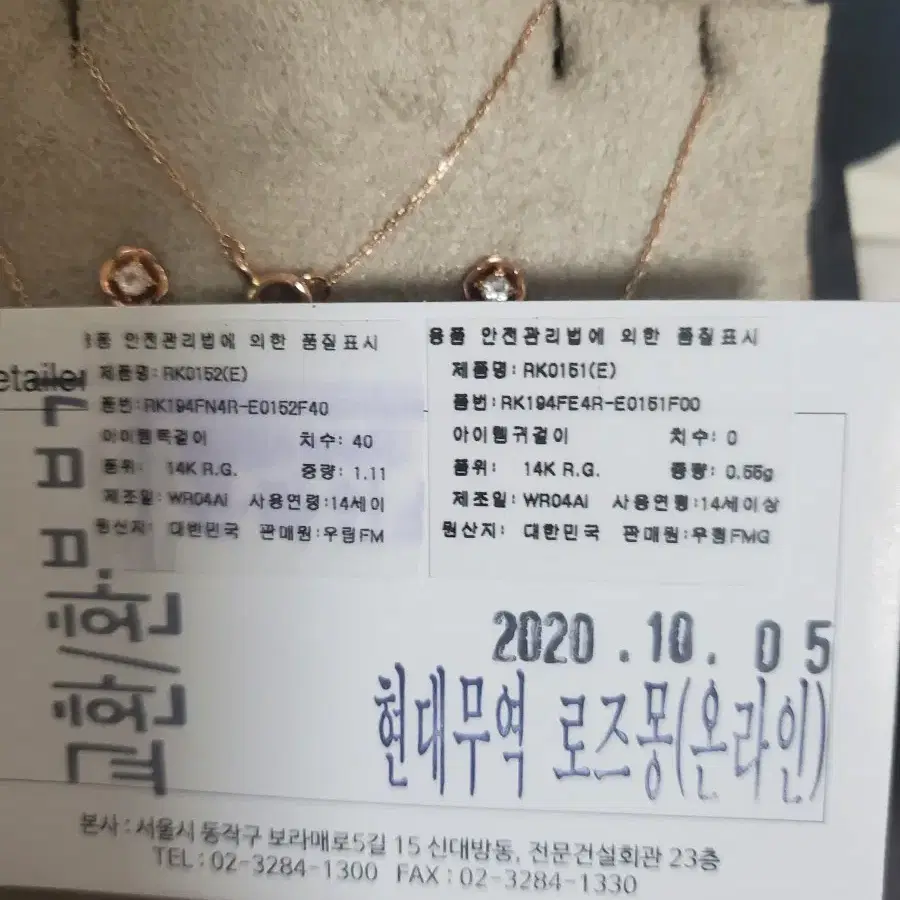 용품 안전관리법에 의한 품질표시
제품명: RK0152(E)
품번: RK194FN4R-E0152F40
아이템목걸이 치수: 40
품위: 14K R.G. 중량: 1.11
제조일: WR04AI 사용연령:14세이
원산지: 대한민국 판매원:우림FM
용품 안전관리법에 의한 품질표시
제품명: RK0151(E)
품번: RK194FE4R-E0151F00
아이템귀걸이 치수: 0
품위: 14K R.G. 중량: 0.55g
제조일: WR04AI 사용연령:14세이상
원산지: 대한민국 판매원:우림FMG
etailer
교환/환
2020.10.05
현대무역 로즈몽(온라인)
본사 : 서울시 동작구 보라매로5길 15 신대방동, 전문건설회관 23층
TEL : 02-3284-1300 FAX : 02-3284-1330